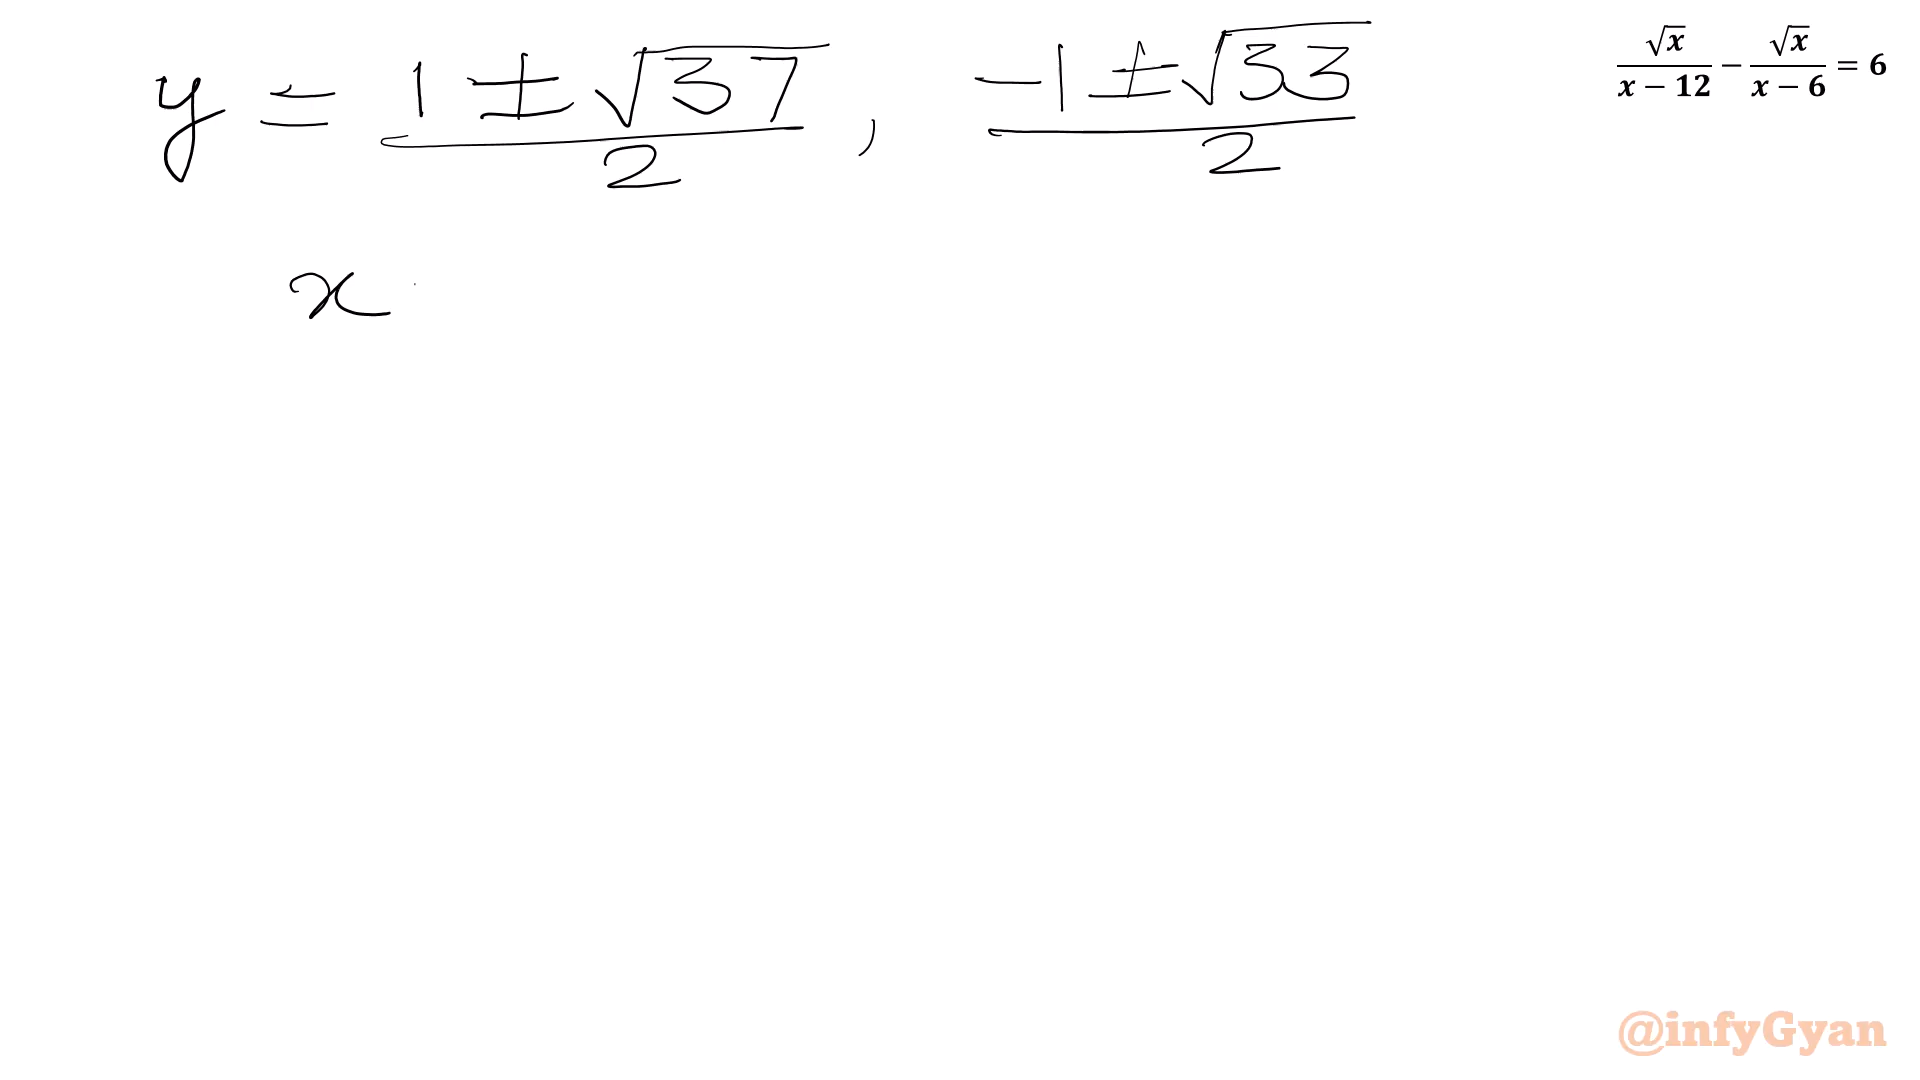 y = (1 ± √37)/2 , (-1 ± √33)/2
√x/(x − 12) − √x/(x − 6) = 6
x
@infyGyan